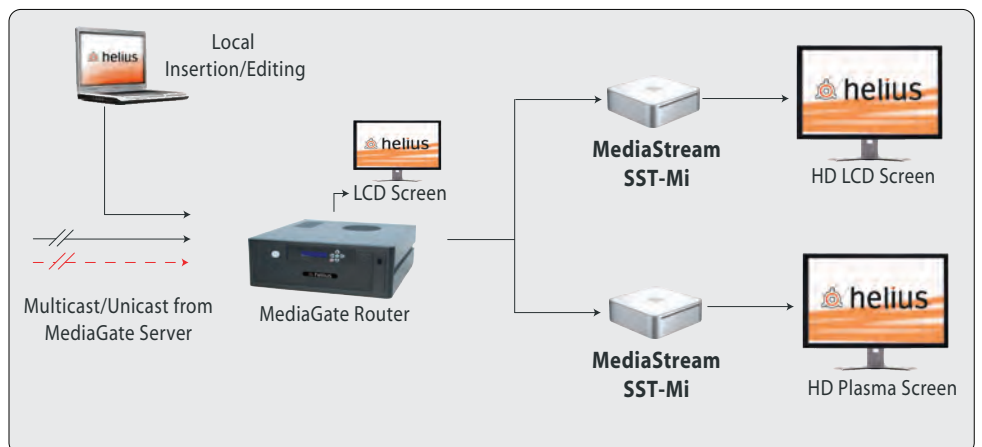 helius
Local
Insertion/Editing
helius
LCD Screen
Multicast/Unicast from
MediaGate Server
helius
MediaGate Router
MediaStream
SST-Mi
helius
HD LCD Screen
MediaStream
SST-Mi
helius
HD Plasma Screen